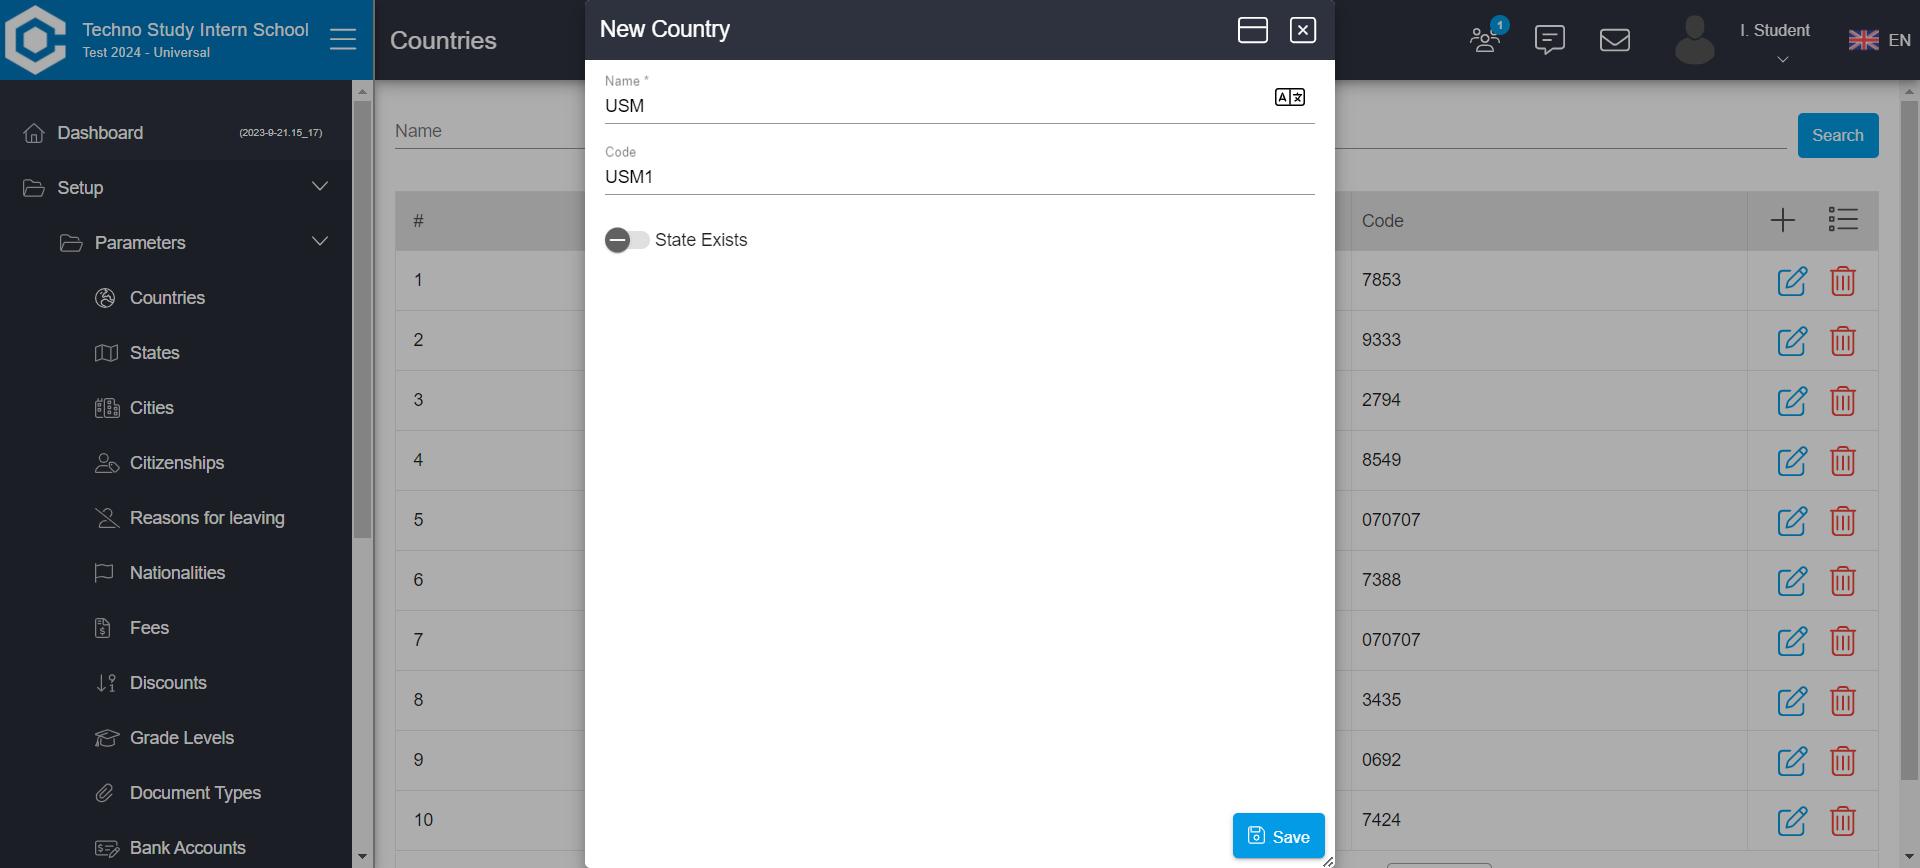 Techno Study Intern School
Test 2024 - Universal
Countries
New Country
1
I. Student
EN
Dashboard
(2023-9-21.15_17)
Setup
Parameters
Countries
States
Cities
Citizenships
Reasons for leaving
Nationalities
Fees
Discounts
Grade Levels
Document Types
Bank Accounts
Name
Search
Name *
USM
Code
USM1
State Exists
Save
# Code
1 7853
2 9333
3 2794
4 8549
5 070707
6 7388
7 070707
8 3435
9 0692
10 7424